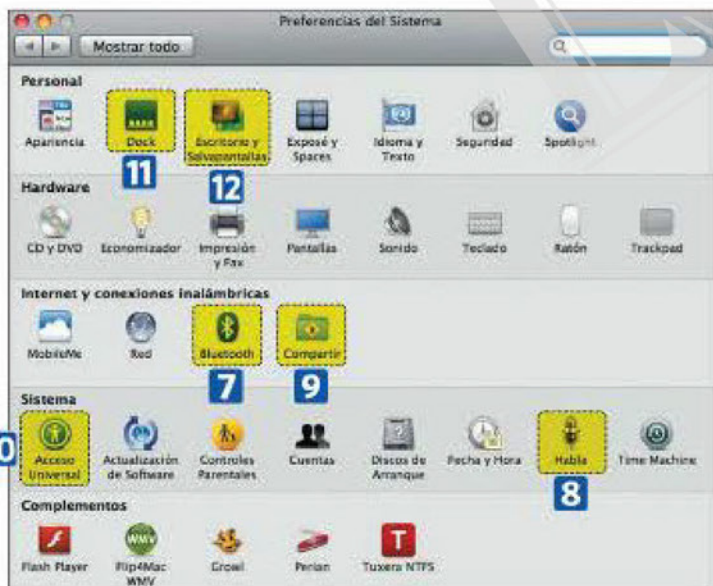 Preferencias del Sistema
Mostrar todo
Personal
Apariencia
Dock
Escritorio y
Salvapantallas
Exposé y
Spaces
Idioma y
Texto
Seguridad
Spotlight
11
12
Hardware
CD y DVD
Economizador
Impresión
y Fax
Pantallas
Sonido
Teclado
Ratón
Trackpad
Internet y conexiones inalámbricas
MobileMe
Red
Bluetooth
Compartir
7
9
Sistema
0
Acceso
Universal
Actualización
de Software
Controles
Parentales
Cuentas
Discos de
Arranque
Fecha y Hora
Habla
Time Machine
8
Complementos
WMV
T
Flash Player
Flip4Mac
WMV
Growl
Perian
Tuxera NTFS